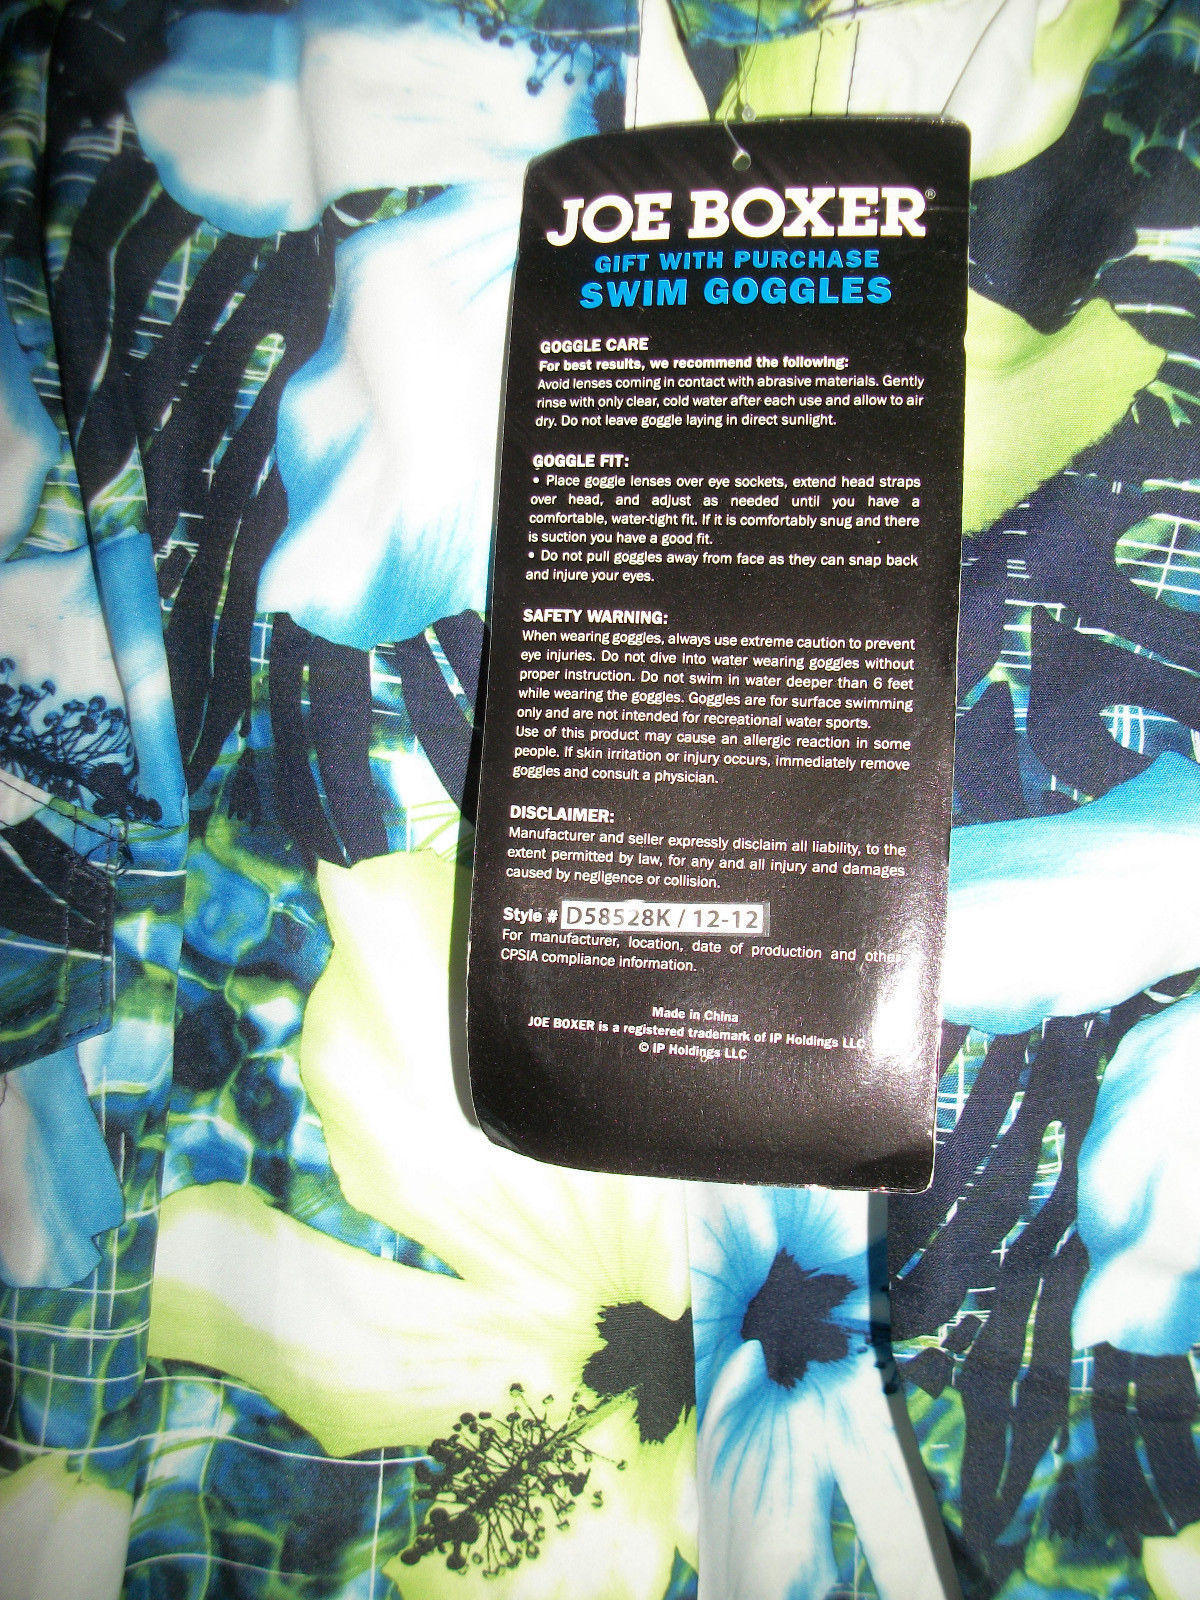 JOE BOXER®
GIFT WITH PURCHASE
SWIM GOGGLES
GOGGLE CARE
For best results, we recommend the following:
Avoid lenses coming in contact with abrasive materials. Gently
rinse with only clear, cold water after each use and allow to air
dry. Do not leave goggle laying in direct sunlight.
GOGGLE FIT:
• Place goggle lenses over eye sockets, extend head straps
over head, and adjust as needed until you have a
comfortable, water-tight fit. If it is comfortably snug and there
is suction you have a good fit.
• Do not pull goggles away from face as they can snap back
and injure your eyes.
SAFETY WARNING:
When wearing goggles, always use extreme caution to prevent
eye injuries. Do not dive into water wearing goggles without
proper instruction. Do not swim in water deeper than 6 feet
while wearing the goggles. Goggles are for surface swimming
only and are not intended for recreational water sports.
Use of this product may cause an allergic reaction in some
people. If skin irritation or injury occurs, immediately remove
goggles and consult a physician.
DISCLAIMER:
Manufacturer and seller expressly disclaim all liability, to the
extent permitted by law, for any and all injury and damages
caused by negligence or collision.
Style # D58528K / 12-12
For manufacturer, location, date of production and other
CPSIA compliance information.
Made in China
JOE BOXER is a registered trademark of IP Holdings LLC
© IP Holdings LLC